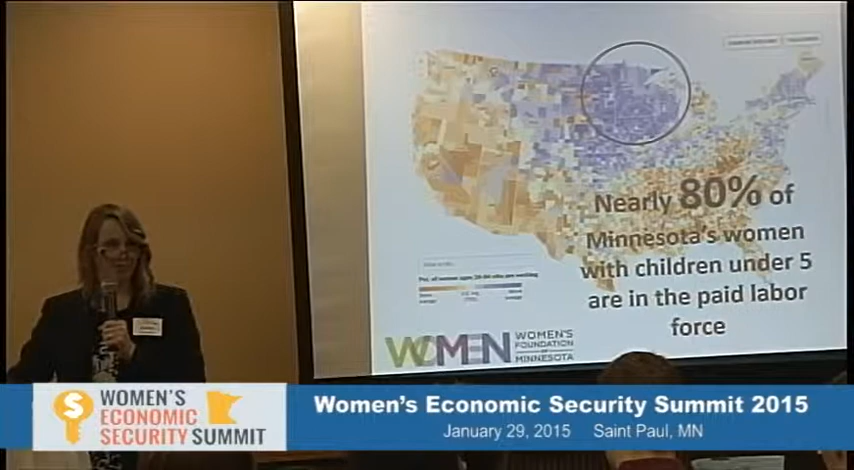 Nearly 80% of
Minnesota's women
with children under 5
are in the paid labor
force
WOMEN
WOMEN'S
FOUNDATION
OF MINNESOTA
WOMEN'S
ECONOMIC
SECURITY SUMMIT
Women's Economic Security Summit 2015
January 29, 2015 Saint Paul, MN